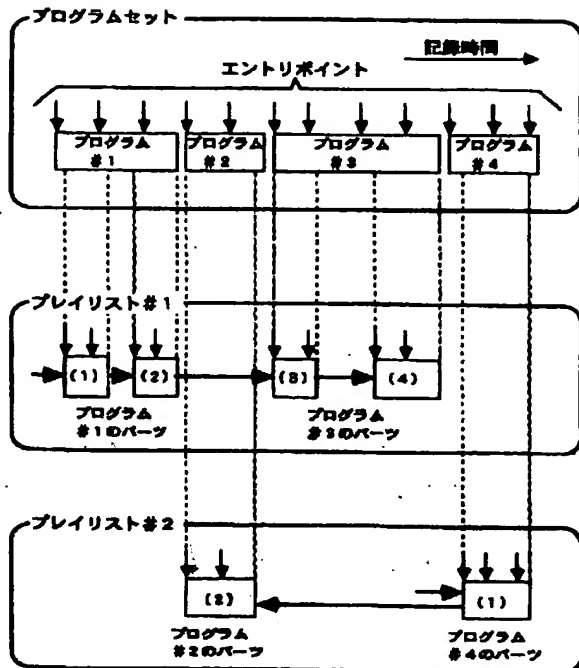 プログラムセット
記録時間
エントリポイント
プログラム
#1
プログラム
#2
プログラム
#3
プログラム
#4
プレイリスト#1
(1)
(2)
(3)
(4)
プログラム
#1のパーツ
プログラム
#3のパーツ
プレイリスト#2
(2)
(1)
プログラム
#2のパーツ
プログラム
#4のパーツ